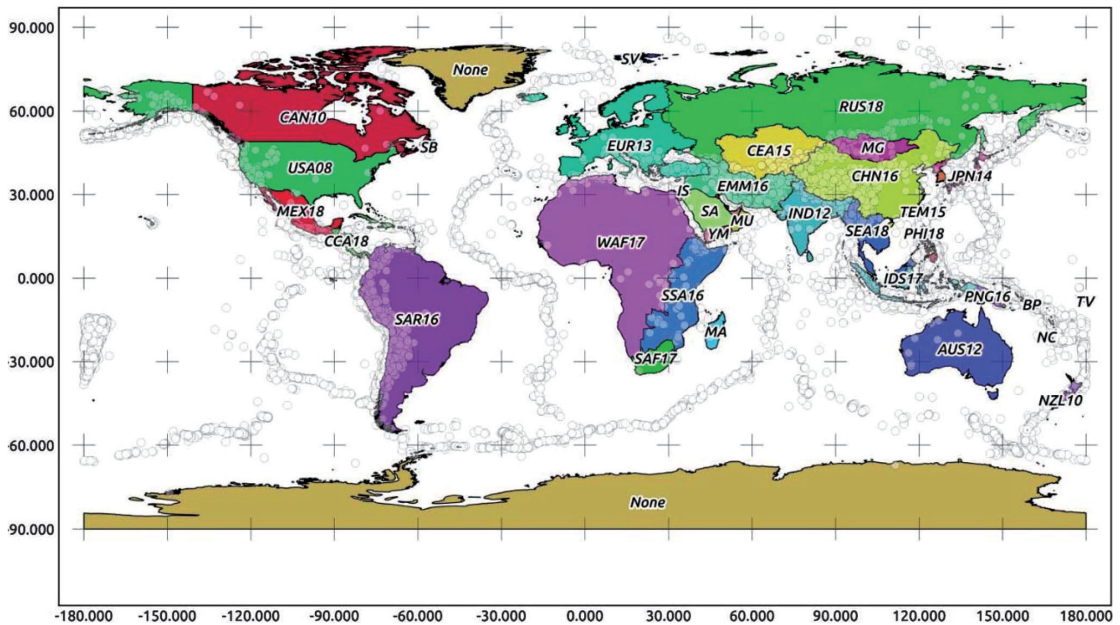 90.000
SV
None
RUS18
60.000
CAN10
SB
EUR13
CEA15
MG
USA08
CHN16
JPN14
30.000
IS
EMM16
MEX18
SA
MU
IND12
TEM15
CCA18
WAF17
YM
SEA18
PHI18
0.000
IDS17
SSA16
PNG16
BP
TV
SAR16
MA
NC
AUS12
-30.000
SAF17
NZL10
-60.000
None
-90.000
-180.000 -150.000 -120.000 -90.000 -60.000 -30.000 0.000 30.000 60.000 90.000 120.000 150.000 180.000